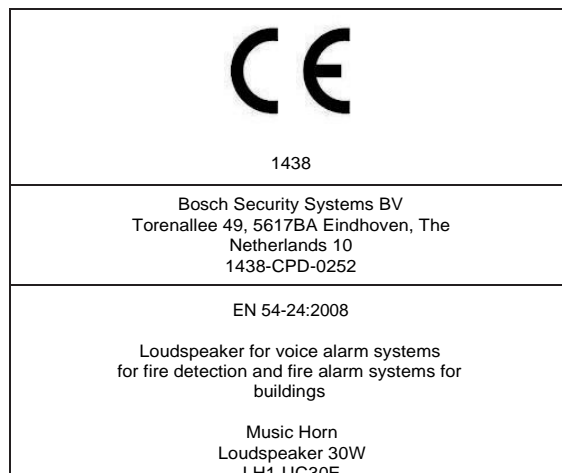 CE
1438
Bosch Security Systems BV
Torenallee 49, 5617BA Eindhoven, The
Netherlands 10
1438-CPD-0252
EN 54-24:2008
Loudspeaker for voice alarm systems
for fire detection and fire alarm systems for
buildings
Music Horn
Loudspeaker 30W
LH1-UC30E